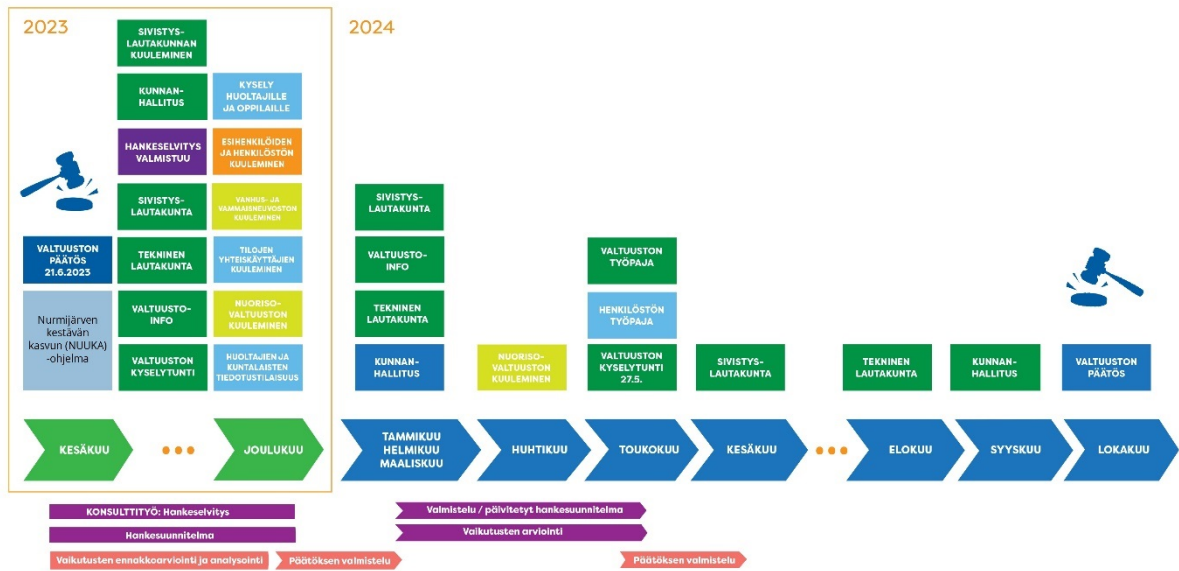 2023
2024
SIVISTYS-
LAUTAKUNNAN
KUULEMINEN
KUNNAN-
HALLITUS
HANKESELVITYS
VALMISTUU
SIVISTYS-
LAUTAKUNTA
TEKNINEN
LAUTAKUNTA
VALTUUSTO-
INFO
VALTUUSTON
KYSELYTUNTI
KYSELY
HUOLTAJILLE
JA OPPILAILLE
ESIHENKILÖIDEN
JA HENKILÖSTÖN
KUULEMINEN
VANHUS- JA
VAMMAISNEUVOSTON
KUULEMINEN
TILOJEN
YHTEISKÄYTTÄJIEN
KUULEMINEN
NUORISO-
VALTUUSTON
KUULEMINEN
HUOLTAJIEN JA
KUNTALAISTEN
TIEDOTUSTILAISUUS
VALTUUSTON
PÄÄTÖS
21.6.2023
Nurmijärven
kestävän
kasvun (NUUKA)
-ohjelma
SIVISTYS-
LAUTAKUNTA
VALTUUSTO-
INFO
TEKNINEN
LAUTAKUNTA
KUNNAN-
HALLITUS
NUORISO-
VALTUUSTON
KUULEMINEN
VALTUUSTON
TYÖPAJA
HENKILÖSTÖN
TYÖPAJA
VALTUUSTON
KYSELYTUNTI
27.5.
SIVISTYS-
LAUTAKUNTA
TEKNINEN
LAUTAKUNTA
KUNNAN-
HALLITUS
VALTUUSTON
PÄÄTÖS
KESÄKUU
JOULUKUU
TAMMIKUU
HELMIKUU
MAALISKUU
HUHTIKUU
TOUKOKUU
KESÄKUU
ELOKUU
SYYSKUU
LOKAKUU
KONSULTTITYÖ: Hankeselvitys
Valmistelu / päivitetyt hankesuunnitelma
Hankesuunnitelma
Vaikutusten arviointi
Vaikutusten ennakkoarviointi ja analysointi
Päätöksen valmistelu
Päätöksen valmistelu